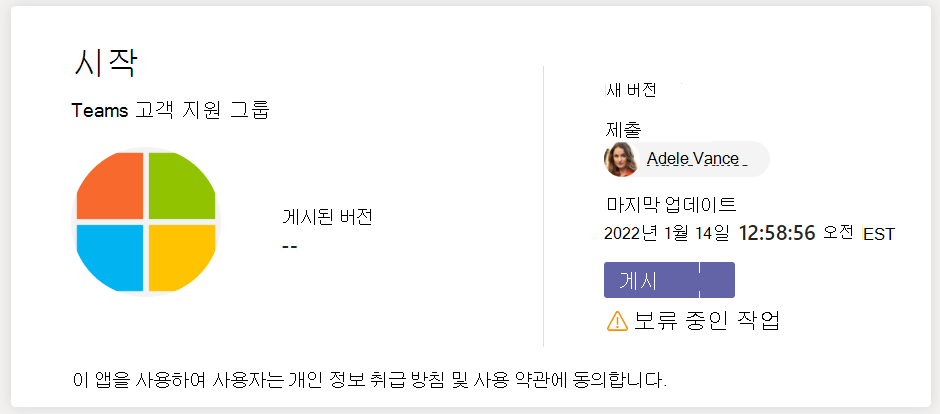 시작
Teams 고객 지원 그룹
게시된 버전
--
새 버전
제출
Adele Vance
마지막 업데이트
2022년 1월 14일 12:58:56 오전 EST
게시
보류 중인 작업
이 앱을 사용하여 사용자는 개인 정보 취급 방침 및 사용 약관에 동의합니다.